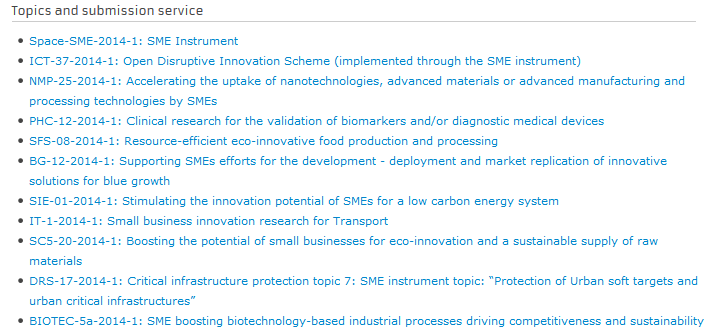 Topics and submission service
Space-SME-2014-1: SME Instrument
ICT-37-2014-1: Open Disruptive Innovation Scheme (implemented through the SME instrument)
NMP-25-2014-1: Accelerating the uptake of nanotechnologies, advanced materials or advanced manufacturing and
processing technologies by SMEs
PHC-12-2014-1: Clinical research for the validation of biomarkers and/or diagnostic medical devices
SFS-08-2014-1: Resource-efficient eco-innovative food production and processing
BG-12-2014-1: Supporting SMEs efforts for the development - deployment and market replication of innovative
solutions for blue growth
SIE-01-2014-1: Stimulating the innovation potential of SMEs for a low carbon energy system
IT-1-2014-1: Small business innovation research for Transport
SC5-20-2014-1: Boosting the potential of small businesses for eco-innovation and a sustainable supply of raw
materials
DRS-17-2014-1: Critical infrastructure protection topic 7: SME instrument topic: “Protection of Urban soft targets and
urban critical infrastructures”
BIOTEC-5a-2014-1: SME boosting biotechnology-based industrial processes driving competitiveness and sustainability